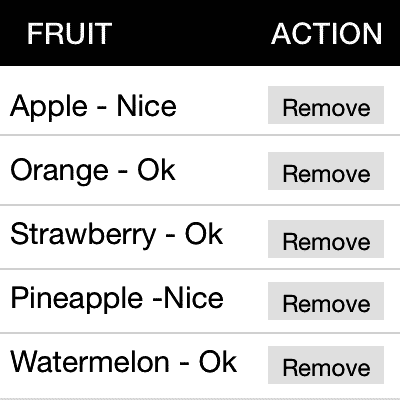 FRUIT ACTION
Apple - Nice Remove
Orange - Ok Remove
Strawberry - Ok Remove
Pineapple -Nice Remove
Watermelon - Ok Remove